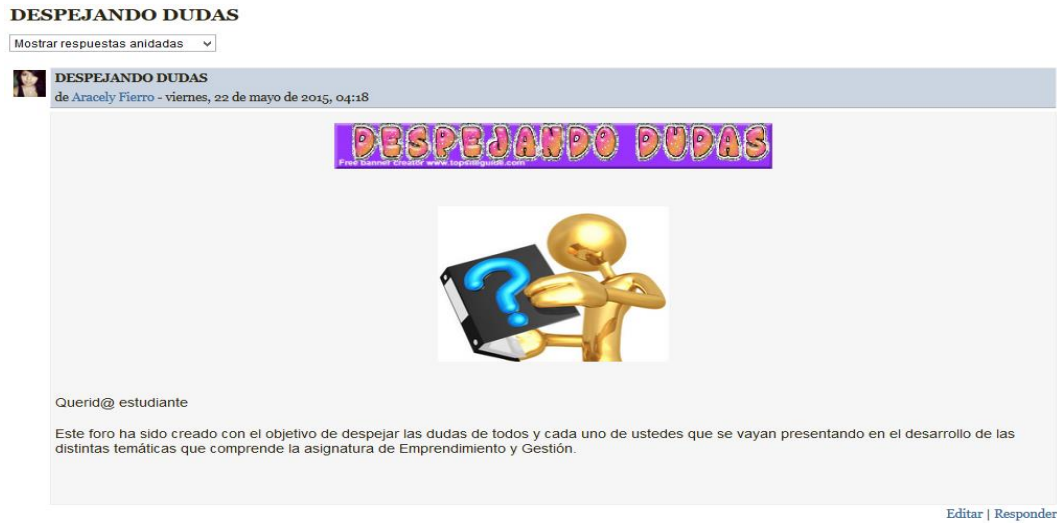 DESPEJANDO DUDAS
Mostrar respuestas anidadas
DESPEJANDO DUDAS
de Aracely Fierro - viernes, 22 de mayo de 2015, 04:18
DESPEJANDO DUDAS
Free banner creator www.topsiteguide.com
?
Querid@ estudiante
Este foro ha sido creado con el objetivo de despejar las dudas de todos y cada uno de ustedes que se vayan presentando en el desarrollo de las
distintas temáticas que comprende la asignatura de Emprendimiento y Gestión.
Editar | Responder